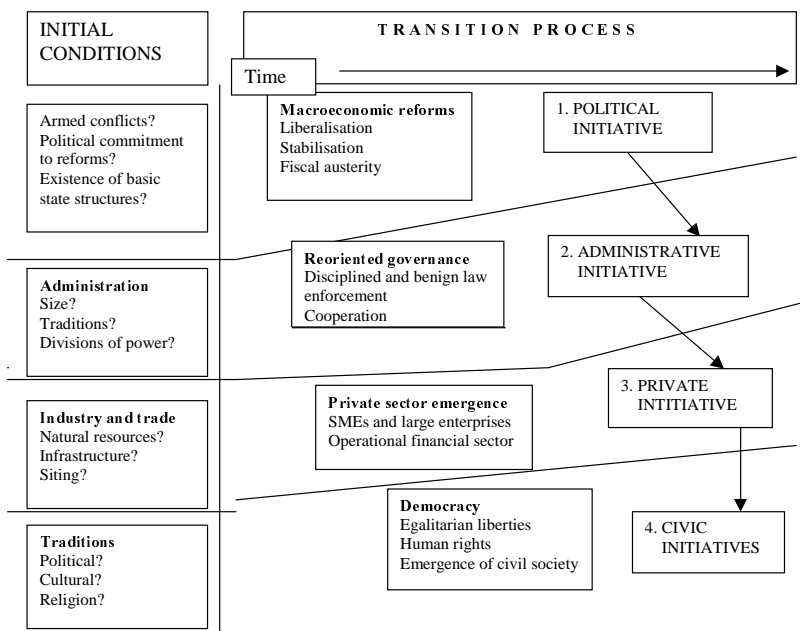 INITIAL
CONDITIONS
TRANSITION PROCESS
Time
Armed conflicts?
Political commitment
to reforms?
Existence of basic
state structures?
Macroeconomic reforms
Liberalisation
Stabilisation
Fiscal austerity
1. POLITICAL
INITIATIVE
Administration
Size?
Traditions?
Divisions of power?
Reoriented governance
Disciplined and benign law
enforcement
Cooperation
2. ADMINISTRATIVE
INITIATIVE
Industry and trade
Natural resources?
Infrastructure?
Siting?
Private sector emergence
SMEs and large enterprises
Operational financial sector
3. PRIVATE
INTITIATIVE
Traditions
Political?
Cultural?
Religion?
Democracy
Egalitarian liberties
Human rights
Emergence of civil society
4. CIVIC
INITIATIVES